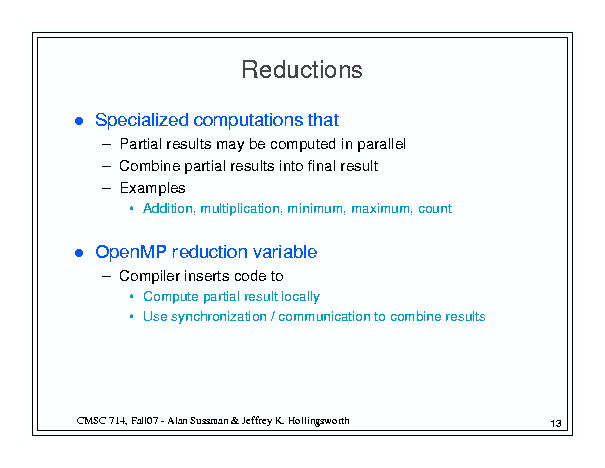 Reductions
● Specialized computations that
– Partial results may be computed in parallel
– Combine partial results into final result
– Examples
• Addition, multiplication, minimum, maximum, count
● OpenMP reduction variable
– Compiler inserts code to
• Compute partial result locally
• Use synchronization / communication to combine results
CMSC 714, Fall07 - Alan Sussman & Jeffrey K. Hollingsworth
13